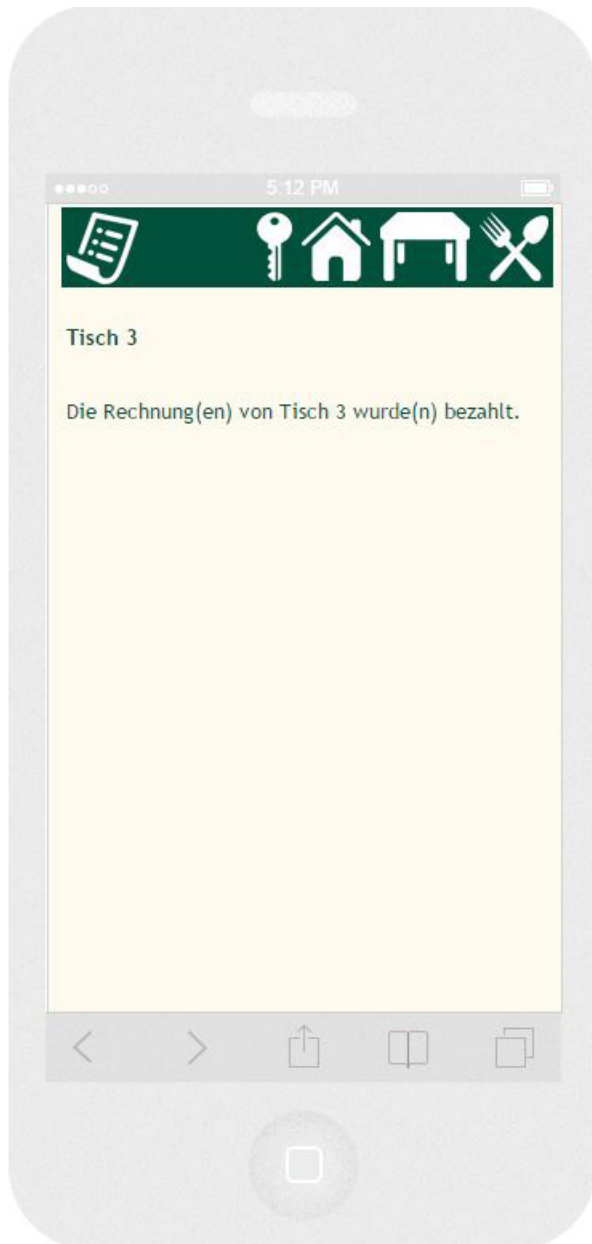 5:12 PM
Tisch 3
Die Rechnung(en) von Tisch 3 wurde(n) bezahlt.